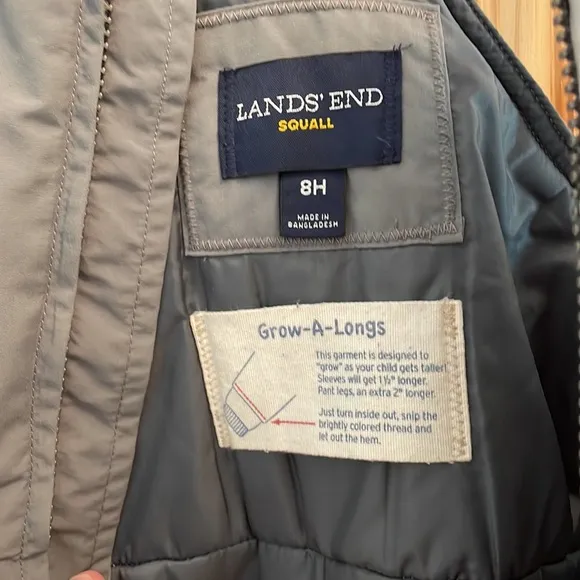 LANDS' END
SQUALL
8H
MADE IN
BANGLADESH
Grow-A-Longs
This garment is designed to
"grow" as your child gets taller!
Sleeves will get 1½" longer.
Pant legs, an extra 2" longer.
Just turn inside out, snip the
brightly colored thread and
let out the hem.